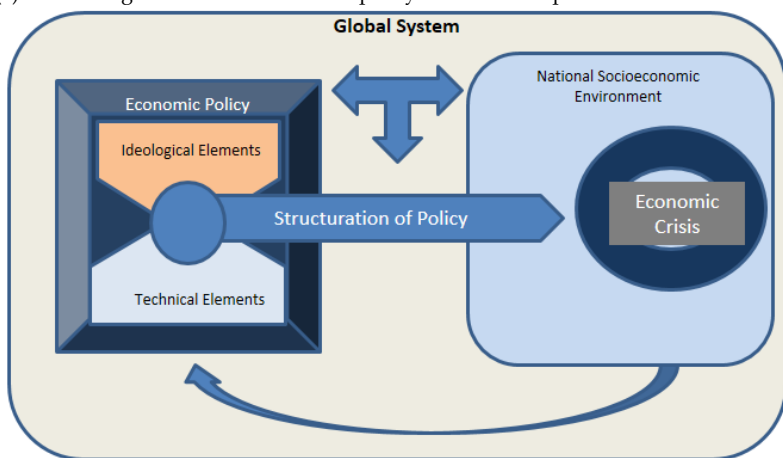 Global System
Economic Policy
National Socioeconomic
Environment
Ideological Elements
Structuration of Policy
Economic
Crisis
Technical Elements